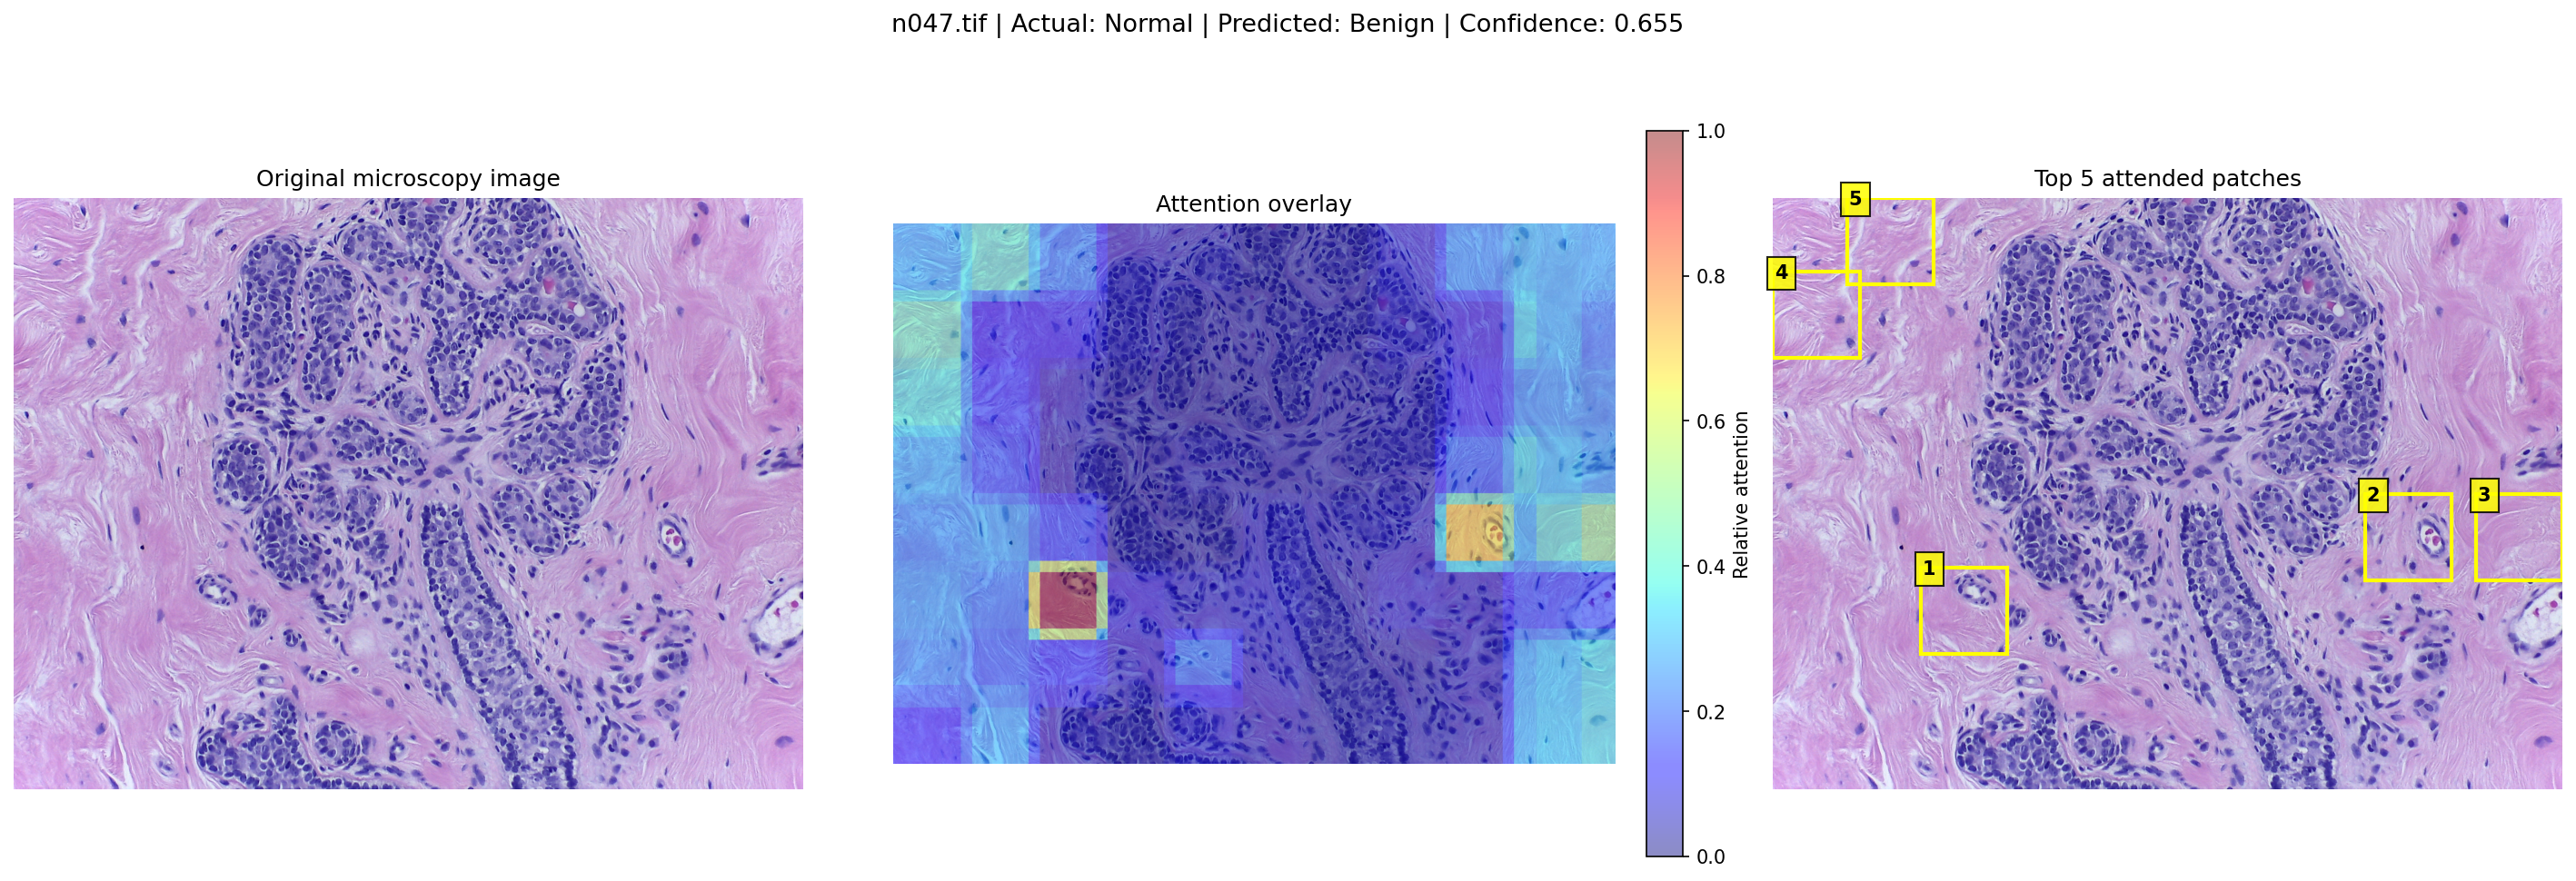 n047.tif | Actual: Normal | Predicted: Benign | Confidence: 0.655
Original microscopy image
Attention overlay
1.0
0.8
0.6
0.4
0.2
0.0
Relative attention
Top 5 attended patches
5
4
2
3
1